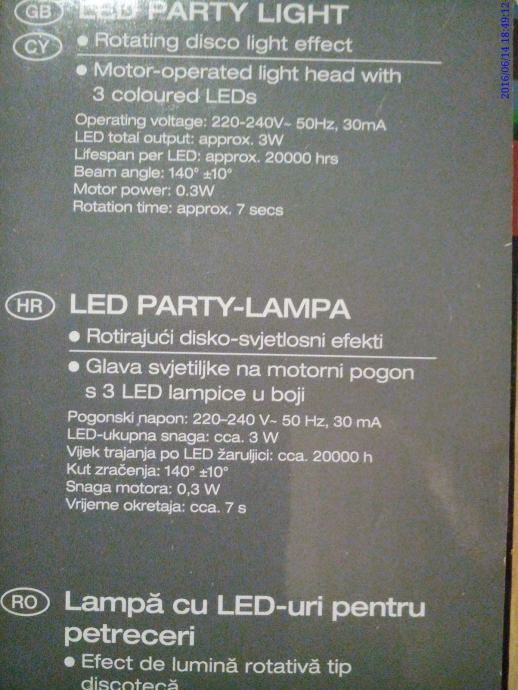 GB
LED PARTY LIGHT
CY
• Rotating disco light effect
• Motor-operated light head with
3 coloured LEDs
Operating voltage: 220-240V~ 50Hz, 30mA
LED total output: approx. 3W
Lifespan per LED: approx. 20000 hrs
Beam angle: 140° ±10°
Motor power: 0.3W
Rotation time: approx. 7 secs
HR
LED PARTY-LAMPA
• Rotirajući disko-svjetlosni efekti
• Glava svjetiljke na motorni pogon
s 3 LED lampice u boji
Pogonski napon: 220-240 V~ 50 Hz, 30 mA
LED-ukupna snaga: cca. 3 W
Vijek trajanja po LED žaruljici: cca. 20000 h
Kut zračenja: 140° ±10°
Snaga motora: 0,3 W
Vrijeme okretaja: cca. 7 s
RO
Lampă cu LED-uri pentru
petreceri
• Efect de lumină rotativă tip
discotecă
2016/06/14 18:49:12